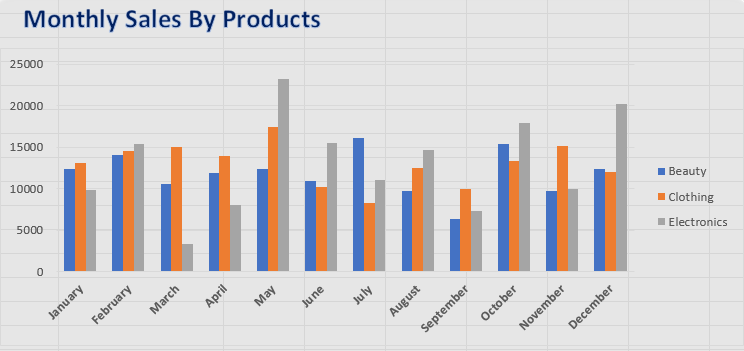 Monthly Sales By Products
25000
20000
15000
10000
5000
0
January
February
March
April
May
June
July
August
September
October
November
December
Beauty
Clothing
Electronics